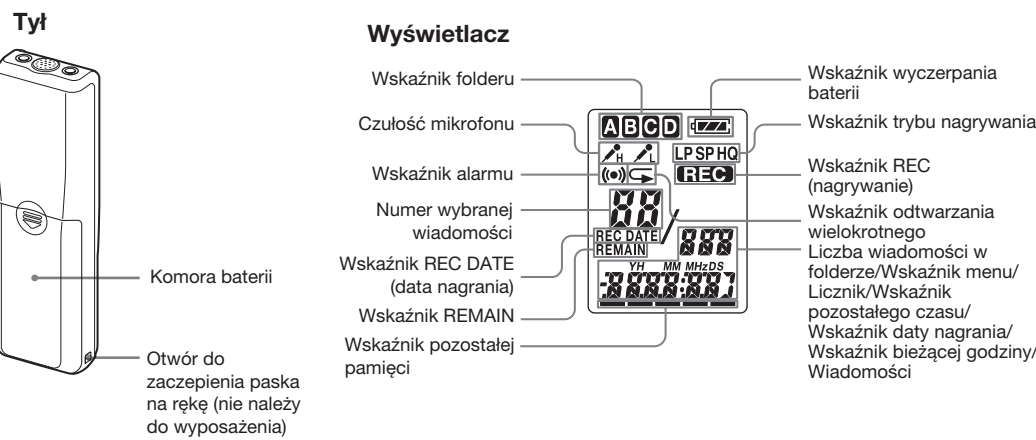 Tył
Komora baterii
Otwór do
zaczepienia paska
na rękę (nie należy
do wyposażenia)
Wyświetlacz
Wskaźnik folderu
Czułość mikrofonu
Wskaźnik alarmu
Numer wybranej
wiadomości
Wskaźnik REC DATE
(data nagrania)
Wskaźnik REMAIN
Wskaźnik pozostałej
pamięci
A B C D
H L
LP SP HQ
REC
REC DATE
REMAIN
YH MM MHz DS
Wskaźnik wyczerpania
baterii
Wskaźnik trybu nagrywania
Wskaźnik REC
(nagrywanie)
Wskaźnik odtwarzania
wielokrotnego
Liczba wiadomości w
folderze/Wskaźnik menu/
Licznik/Wskaźnik
pozostałego czasu/
Wskaźnik daty nagrania/
Wskaźnik bieżącej godziny/
Wiadomości